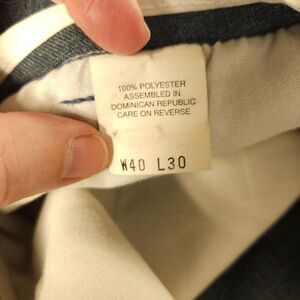 100% POLYESTER
ASSEMBLED IN
DOMINICAN REPUBLIC
CARE ON REVERSE
W40 L30